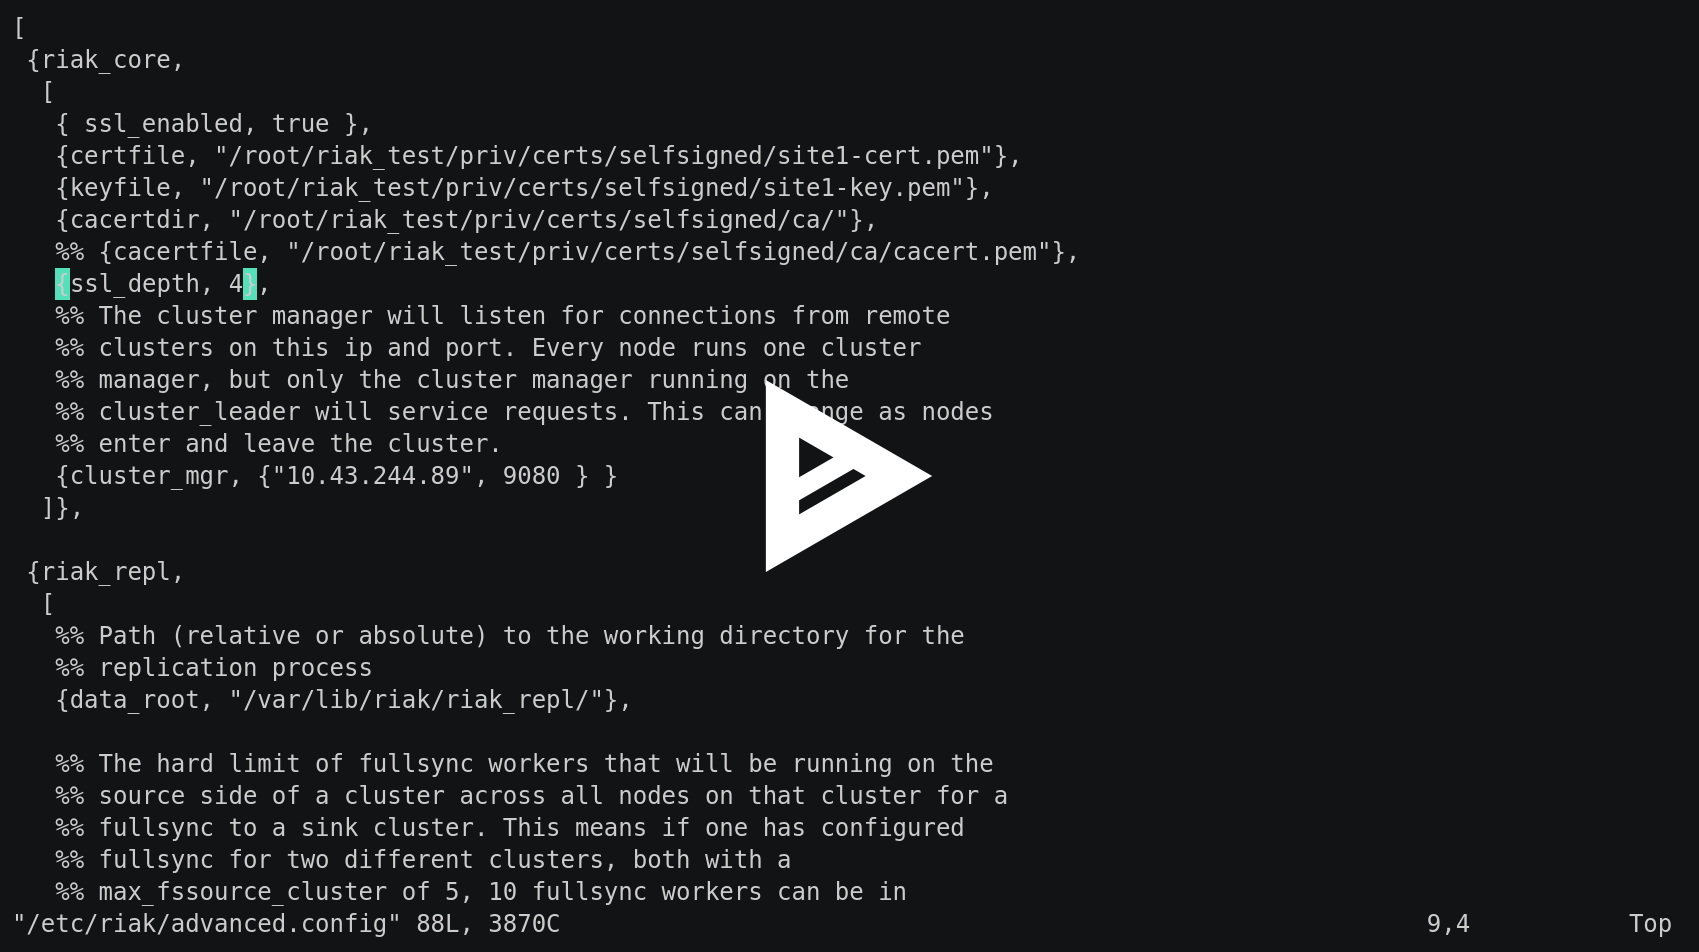 [
 {riak_core,
  [
   { ssl_enabled, true },
   {certfile, "/root/riak_test/priv/certs/selfsigned/site1-cert.pem"},
   {keyfile, "/root/riak_test/priv/certs/selfsigned/site1-key.pem"},
   {cacertdir, "/root/riak_test/priv/certs/selfsigned/ca/"},
   %% {cacertfile, "/root/riak_test/priv/certs/selfsigned/ca/cacert.pem"},
   {ssl_depth, 4},
   %% The cluster manager will listen for connections from remote
   %% clusters on this ip and port. Every node runs one cluster
   %% manager, but only the cluster manager running on the
   %% cluster_leader will service requests. This can as nodes
   %% enter and leave the cluster.
   {cluster_mgr, {"10.43.244.89", 9080 } }
  ]},
 {riak_repl,
  [
   %% Path (relative or absolute) to the working directory for the
   %% replication process
   {data_root, "/var/lib/riak/riak_repl/"},
   %% The hard limit of fullsync workers that will be running on the
   %% source side of a cluster across all nodes on that cluster for a
   %% fullsync to a sink cluster. This means if one has configured
   %% fullsync for two different clusters, both with a
   %% max_fssource_cluster of 5, 10 fullsync workers can be in
"/etc/riak/advanced.config" 88L, 3870C 9,4 Top